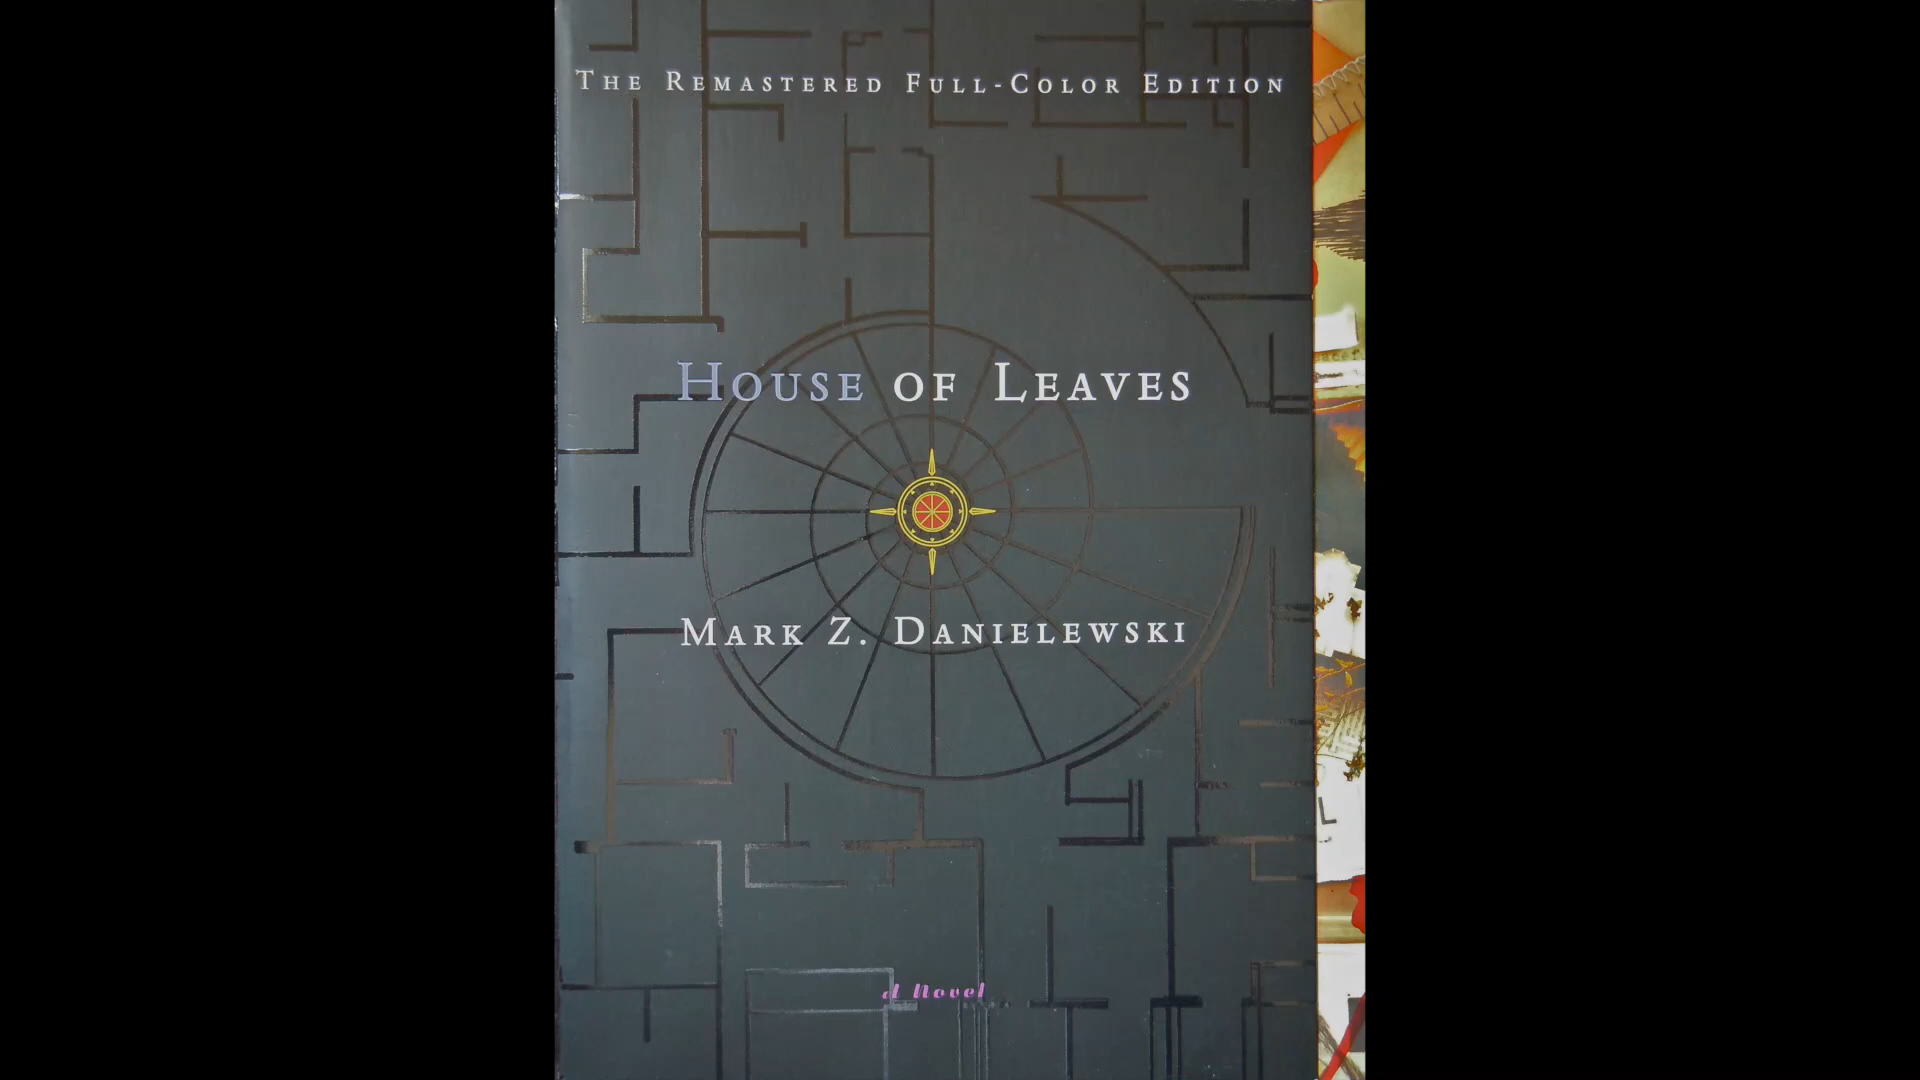 THE REMASTERED FULL-COLOR EDITION
HOUSE OF LEAVES
MARK Z. DANIELEWSKI
a novel
L